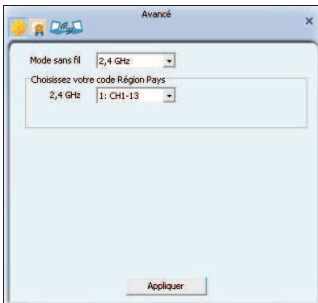 Avancé
Mode sans fil 2,4 GHz
Choisissez votre code Région Pays
2,4 GHz 1: CH1-13
Appliquer